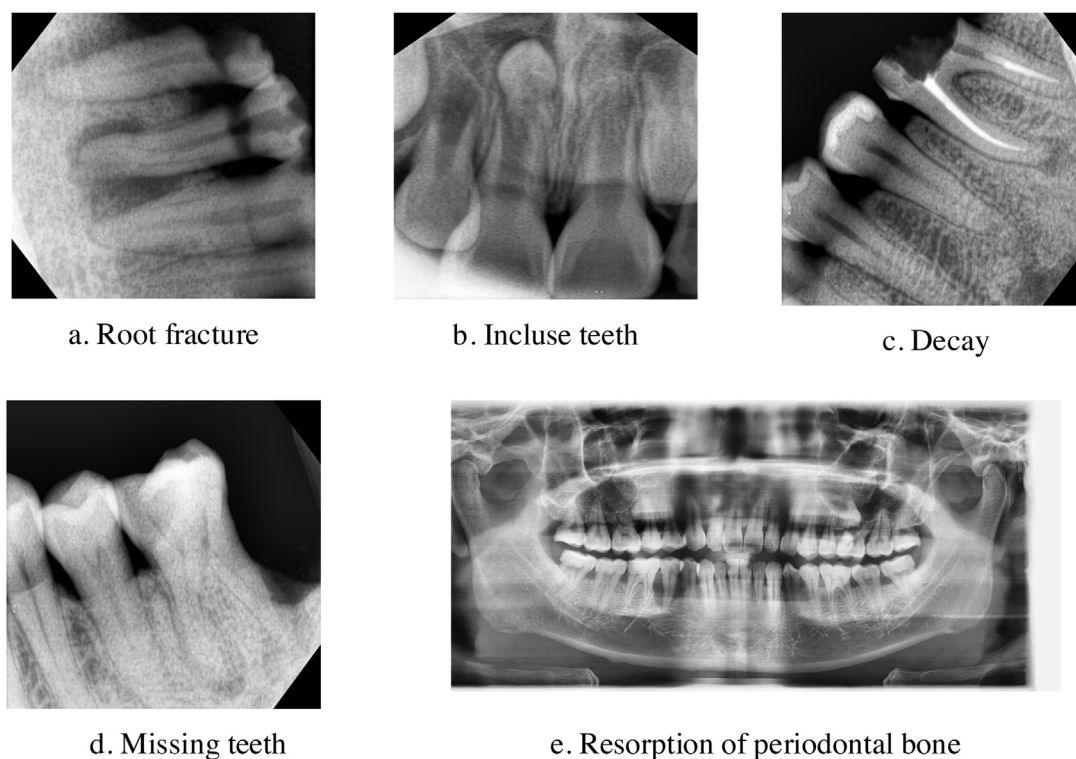 a. Root fracture
b. Incluse teeth
c. Decay
d. Missing teeth
e. Resorption of periodontal bone